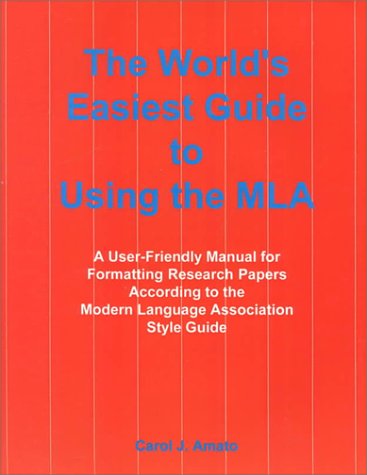 The World's
Easiest Guide
to
Using the MLA
A User-Friendly Manual for
Formatting Research Papers
According to the
Modern Language Association
Style Guide
Carol J. Amato